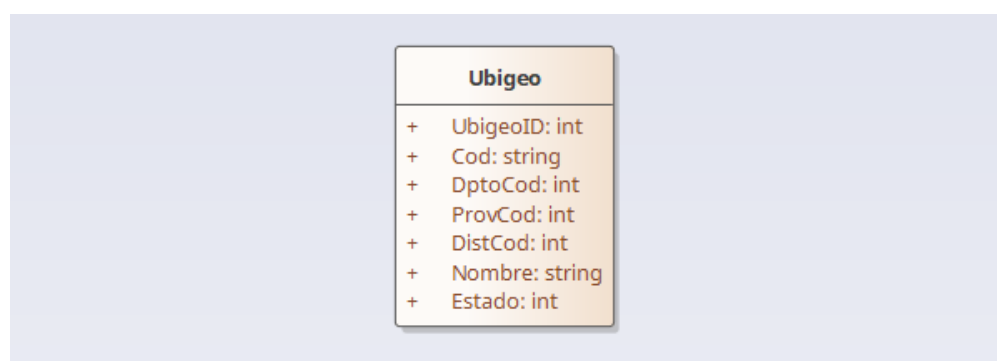 Ubigeo
+ UbigeoID: int
+ Cod: string
+ DptoCod: int
+ ProvCod: int
+ DistCod: int
+ Nombre: string
+ Estado: int